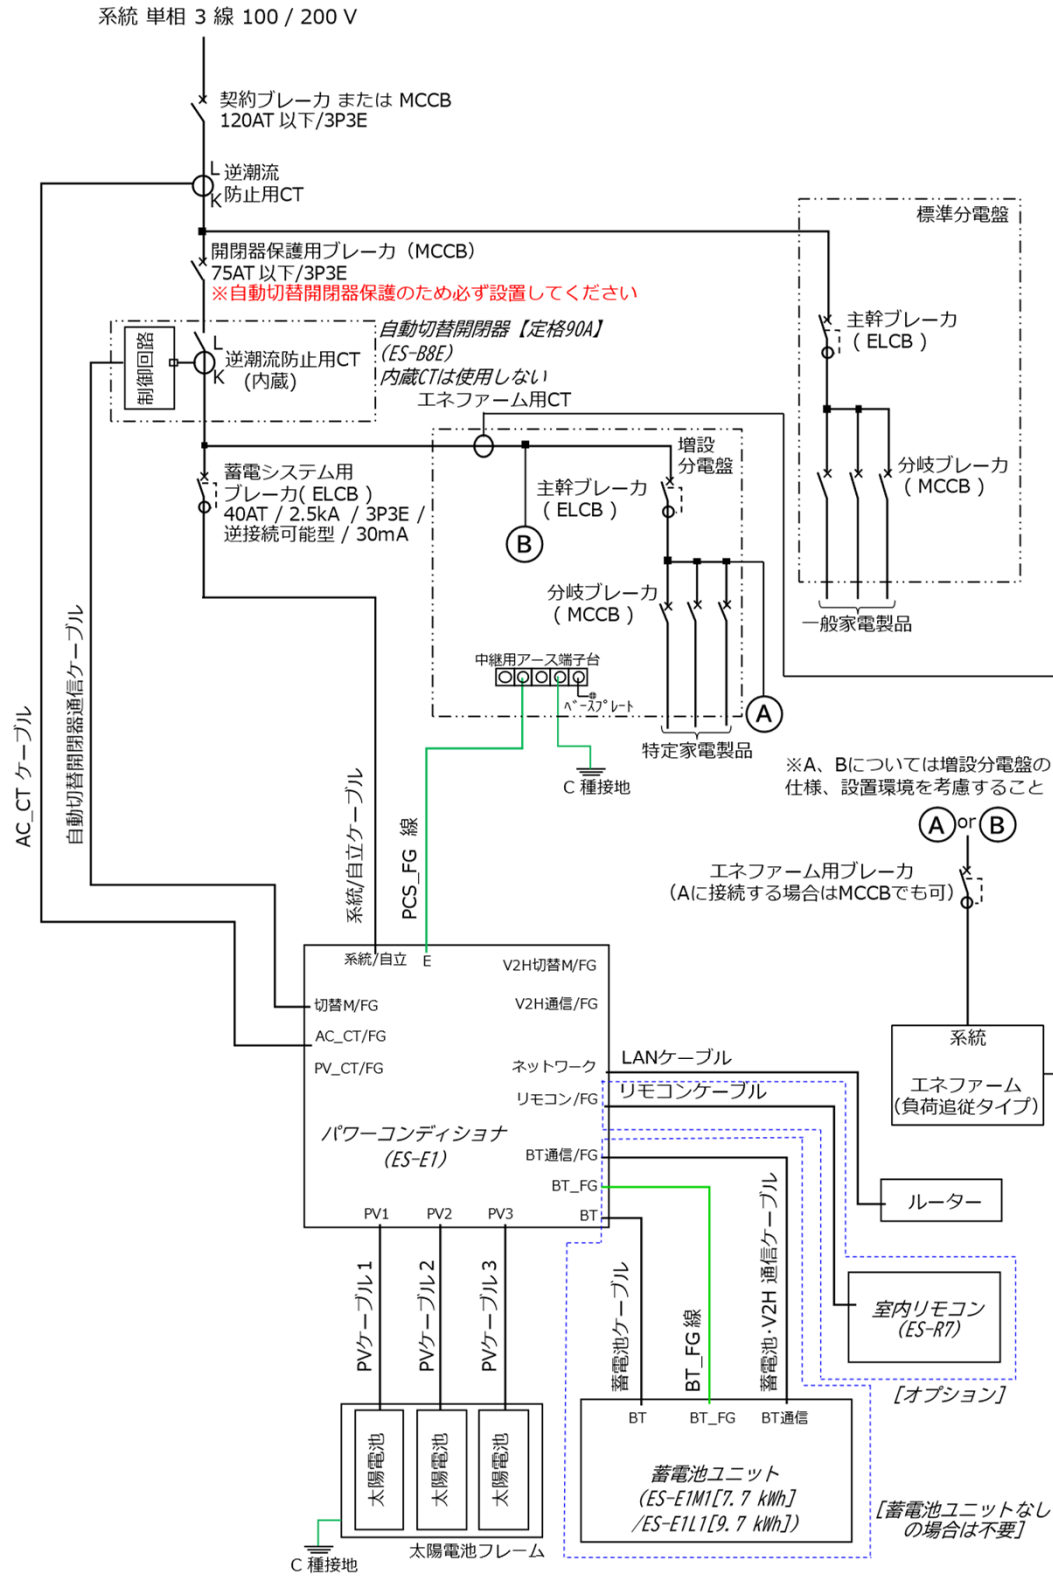 系統 単相 3 線 100 / 200 V
契約ブレーカ または MCCB
120AT 以下/3P3E
L
逆潮流
K
防止用CT
標準分電盤
開閉器保護用ブレーカ（MCCB）
75AT 以下/3P3E
※自動切替開閉器保護のため必ず設置してください
主幹ブレーカ
( ELCB )
自動切替開閉器【定格90A】
(ES-B8E)
内蔵CTは使用しない
制御回路
L
逆潮流防止用CT
K
(内蔵)
エネファーム用CT
増設
分電盤
分岐ブレーカ
( MCCB )
蓄電システム用
ブレーカ( ELCB )
40AT / 2.5kA / 3P3E /
逆接続可能型 / 30mA
主幹ブレーカ
( ELCB )
B
分岐ブレーカ
( MCCB )
一般家電製品
中継用アース端子台
ベースプレート
A
特定家電製品
C 種接地
※A、Bについては増設分電盤の
仕様、設置環境を考慮すること
A or B
エネファーム用ブレーカ
(Aに接続する場合はMCCBでも可)
AC_CT ケーブル
自動切替開閉器通信ケーブル
系統/自立ケーブル
PCS_FG 線
系統/自立
E
V2H切替M/FG
切替M/FG
V2H通信/FG
AC_CT/FG
PV_CT/FG
ネットワーク
LANケーブル
リモコン/FG
リモコンケーブル
系統
エネファーム
(負荷追従タイプ)
パワーコンディショナ
(ES-E1)
BT通信/FG
BT_FG
BT
PV1
PV2
PV3
ルーター
PVケーブル 1
PVケーブル 2
PVケーブル 3
蓄電池ケーブル
BT_FG 線
蓄電池･V2H 通信ケーブル
室内リモコン
(ES-R7)
[オプション]
太陽電池
太陽電池
太陽電池
太陽電池フレーム
C 種接地
BT
BT_FG
BT通信
蓄電池ユニット
(ES-E1M1[7.7 kWh]
/ES-E1L1[9.7 kWh])
[蓄電池ユニットなし
の場合は不要]